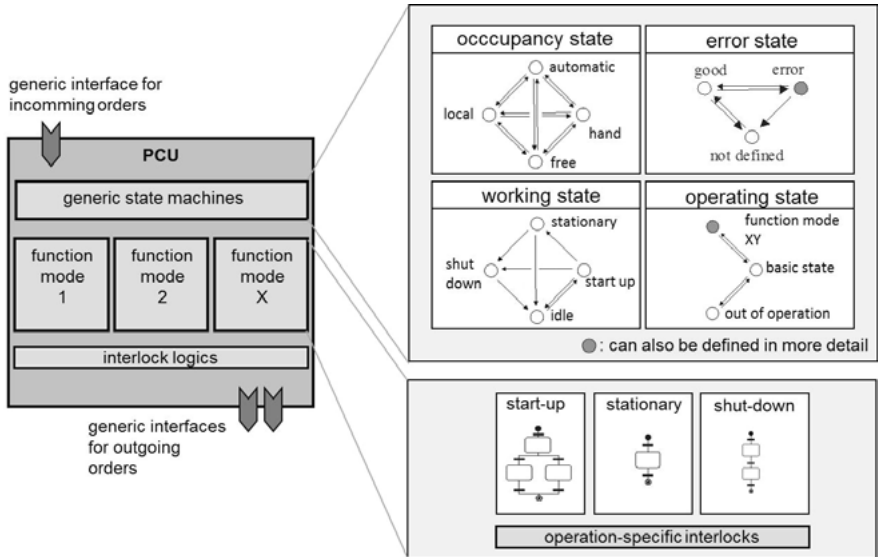 generic interface for
incomming orders
PCU
generic state machines
function
mode
1
function
mode
2
function
mode
X
interlock logics
generic interfaces
for outgoing
orders
occcupancy state
automatic
local
hand
free
error state
good
error
not defined
working state
stationary
shut
down
start up
idle
operating state
function mode
XY
basic state
out of operation
: can also be defined in more detail
start-up
stationary
shut-down
operation-specific interlocks